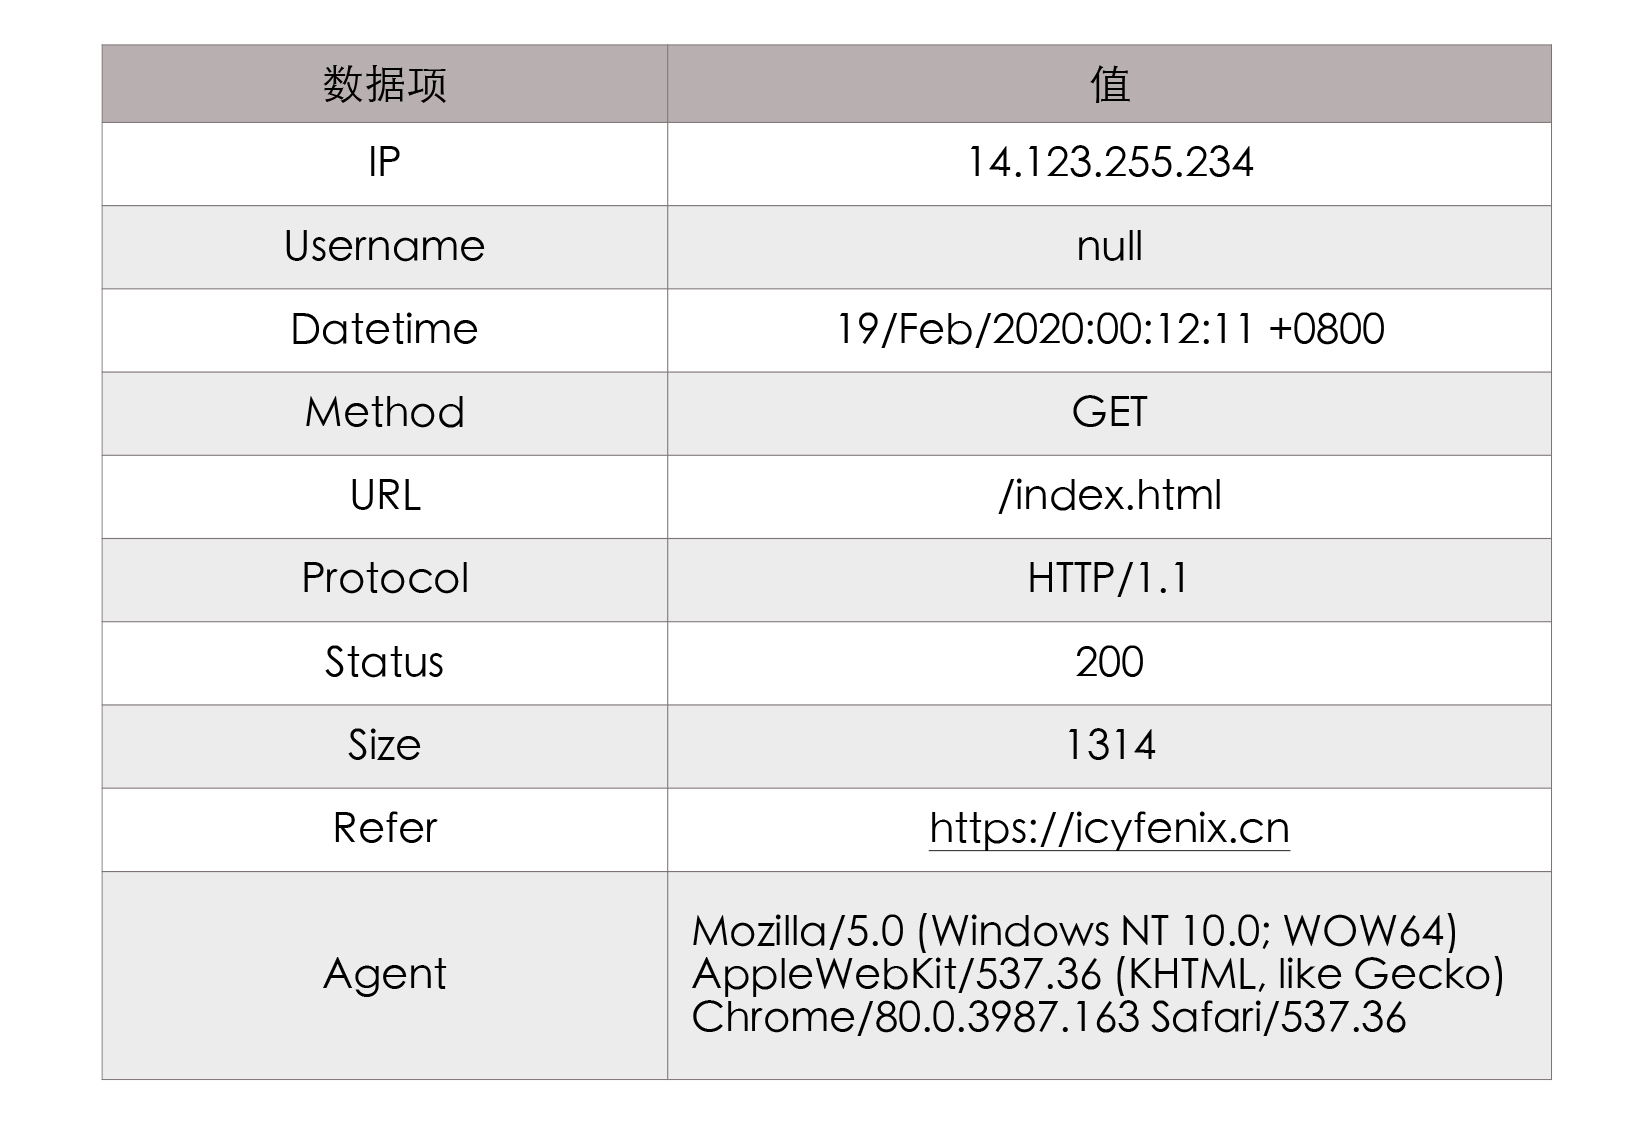 数据项 值
IP 14.123.255.234
Username null
Datetime 19/Feb/2020:00:12:11 +0800
Method GET
URL /index.html
Protocol HTTP/1.1
Status 200
Size 1314
Refer https://icyfenix.cn
Agent
Mozilla/5.0 (Windows NT 10.0; WOW64)
AppleWebKit/537.36 (KHTML, like Gecko)
Chrome/80.0.3987.163 Safari/537.36